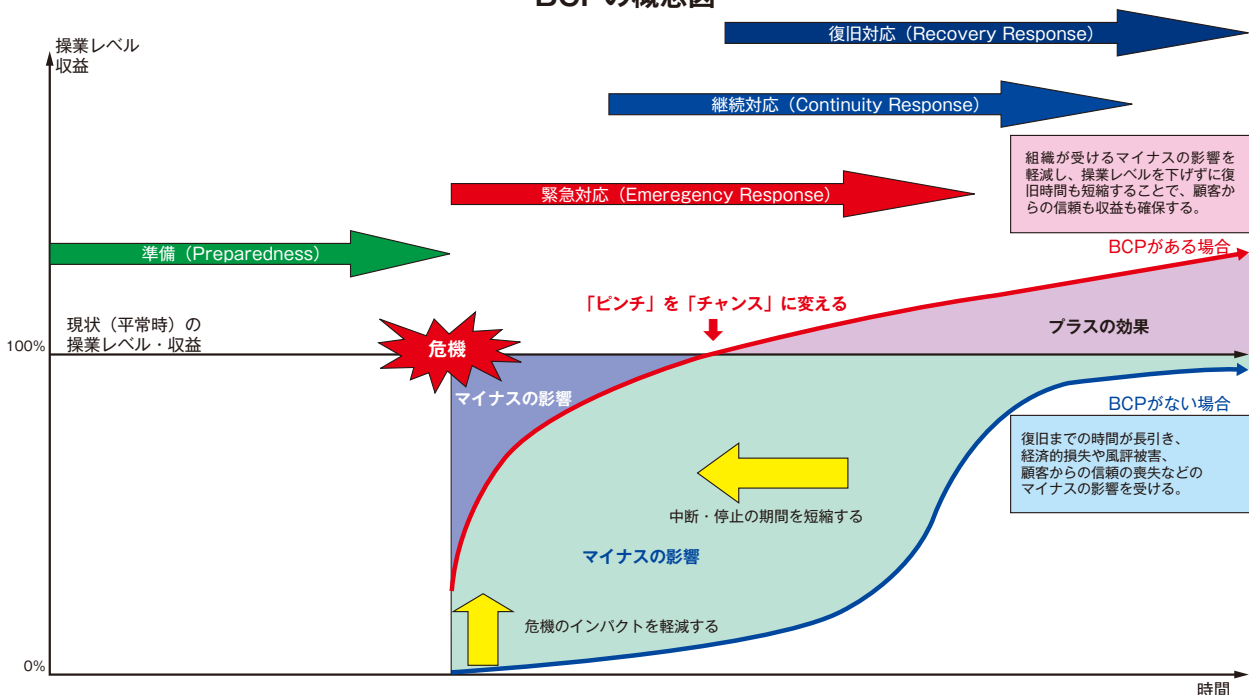 BCPの概念図
復旧対応（Recovery Response）
操業レベル
収益
継続対応（Continuity Response）
組織が受けるマイナスの影響を
軽減し、操業レベルを下げずに復
旧時間も短縮することで、顧客か
らの信頼も収益も確保する。
緊急対応（Emeregency Response）
準備（Preparedness）
BCPがある場合
「ピンチ」を「チャンス」に変える
現状（平常時）の
操業レベル・収益
プラスの効果
100%
危機
マイナスの影響
BCPがない場合
復旧までの時間が長引き、
経済的損失や風評被害、
顧客からの信頼の喪失などの
マイナスの影響を受ける。
中断・停止の期間を短縮する
マイナスの影響
危機のインパクトを軽減する
0%
時間